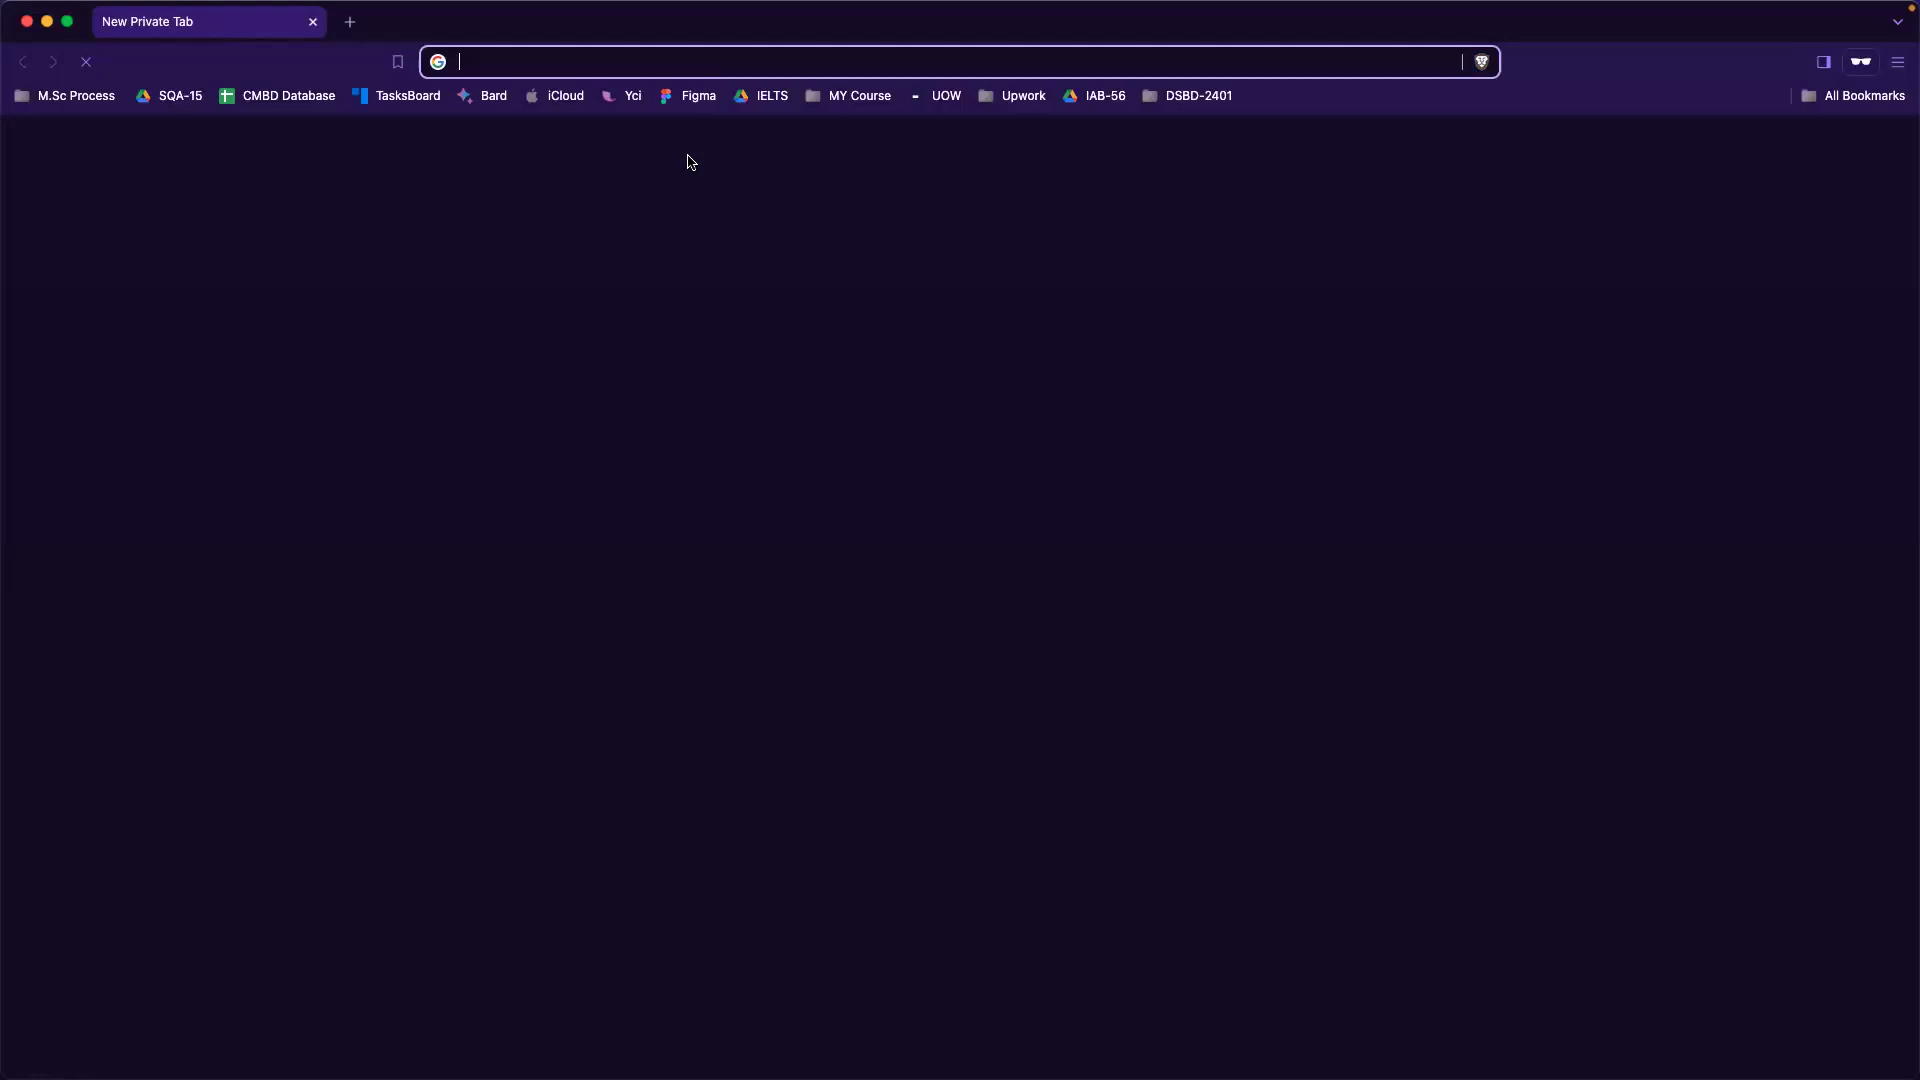 New Private Tab
M.Sc Process SQA-15 CMBD Database TasksBoard Bard iCloud Yci Figma IELTS MY Course UOW Upwork IAB-56 DSBD-2401 All Bookmarks